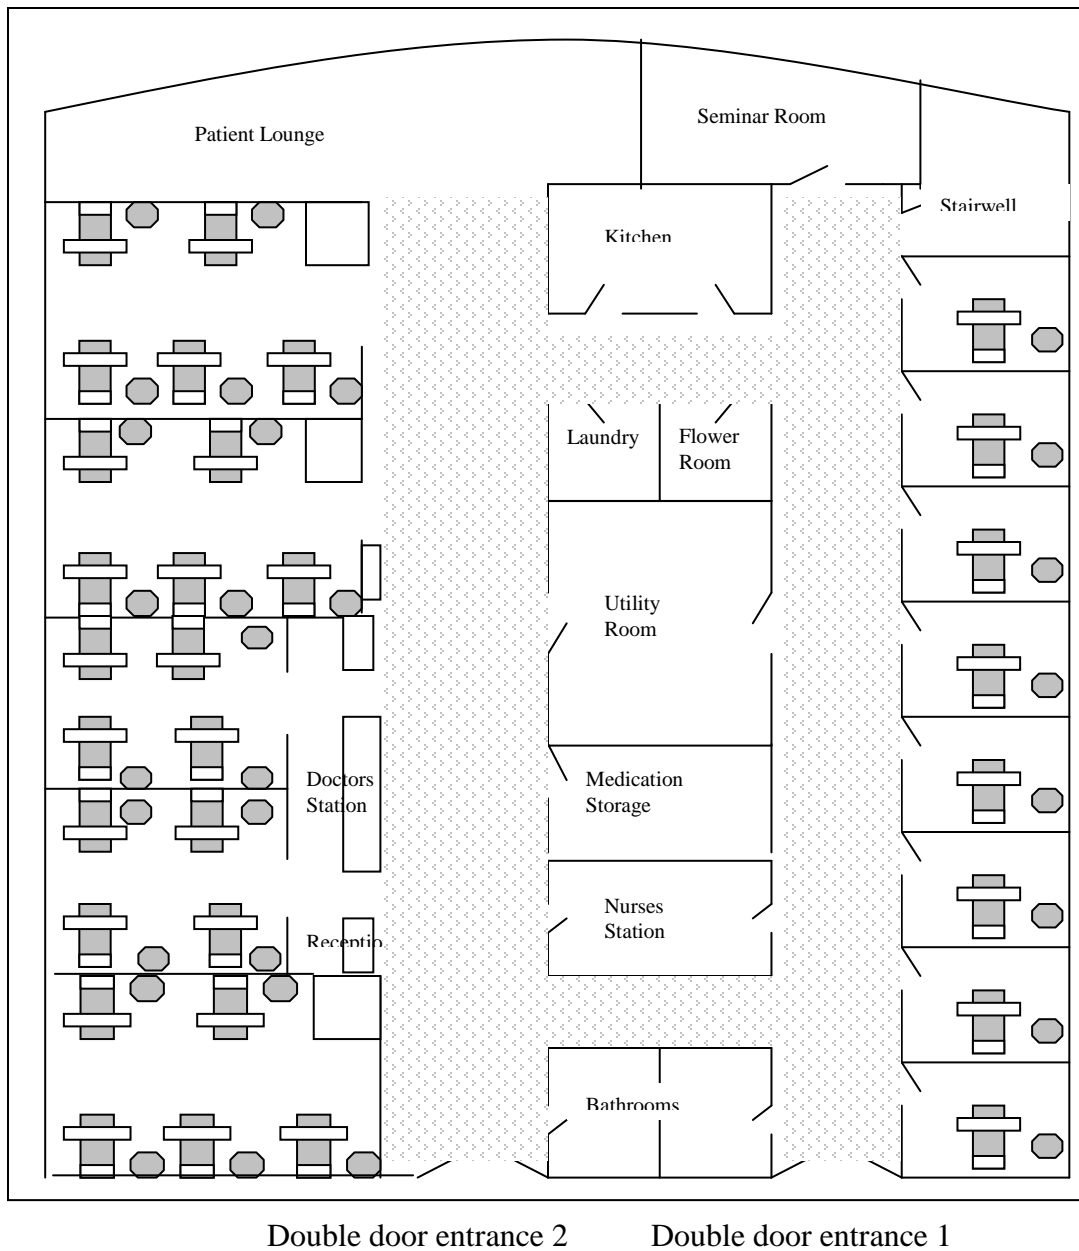 Patient Lounge
Seminar Room
Stairwell
Kitchen
Laundry
Flower
Room
Utility
Room
Doctors
Station
Medication
Storage
Nurses
Station
Receptio
Bathrooms
Double door entrance 2
Double door entrance 1